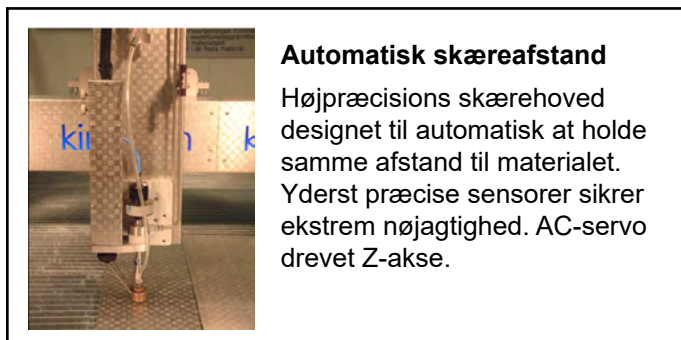 Automatisk skæreafstand
Højpræcisions skærehoved
designet til automatisk at holde
samme afstand til materialet.
Yderst præcise sensorer sikrer
ekstrem nøjagtighed. AC-servo
drevet Z-akse.